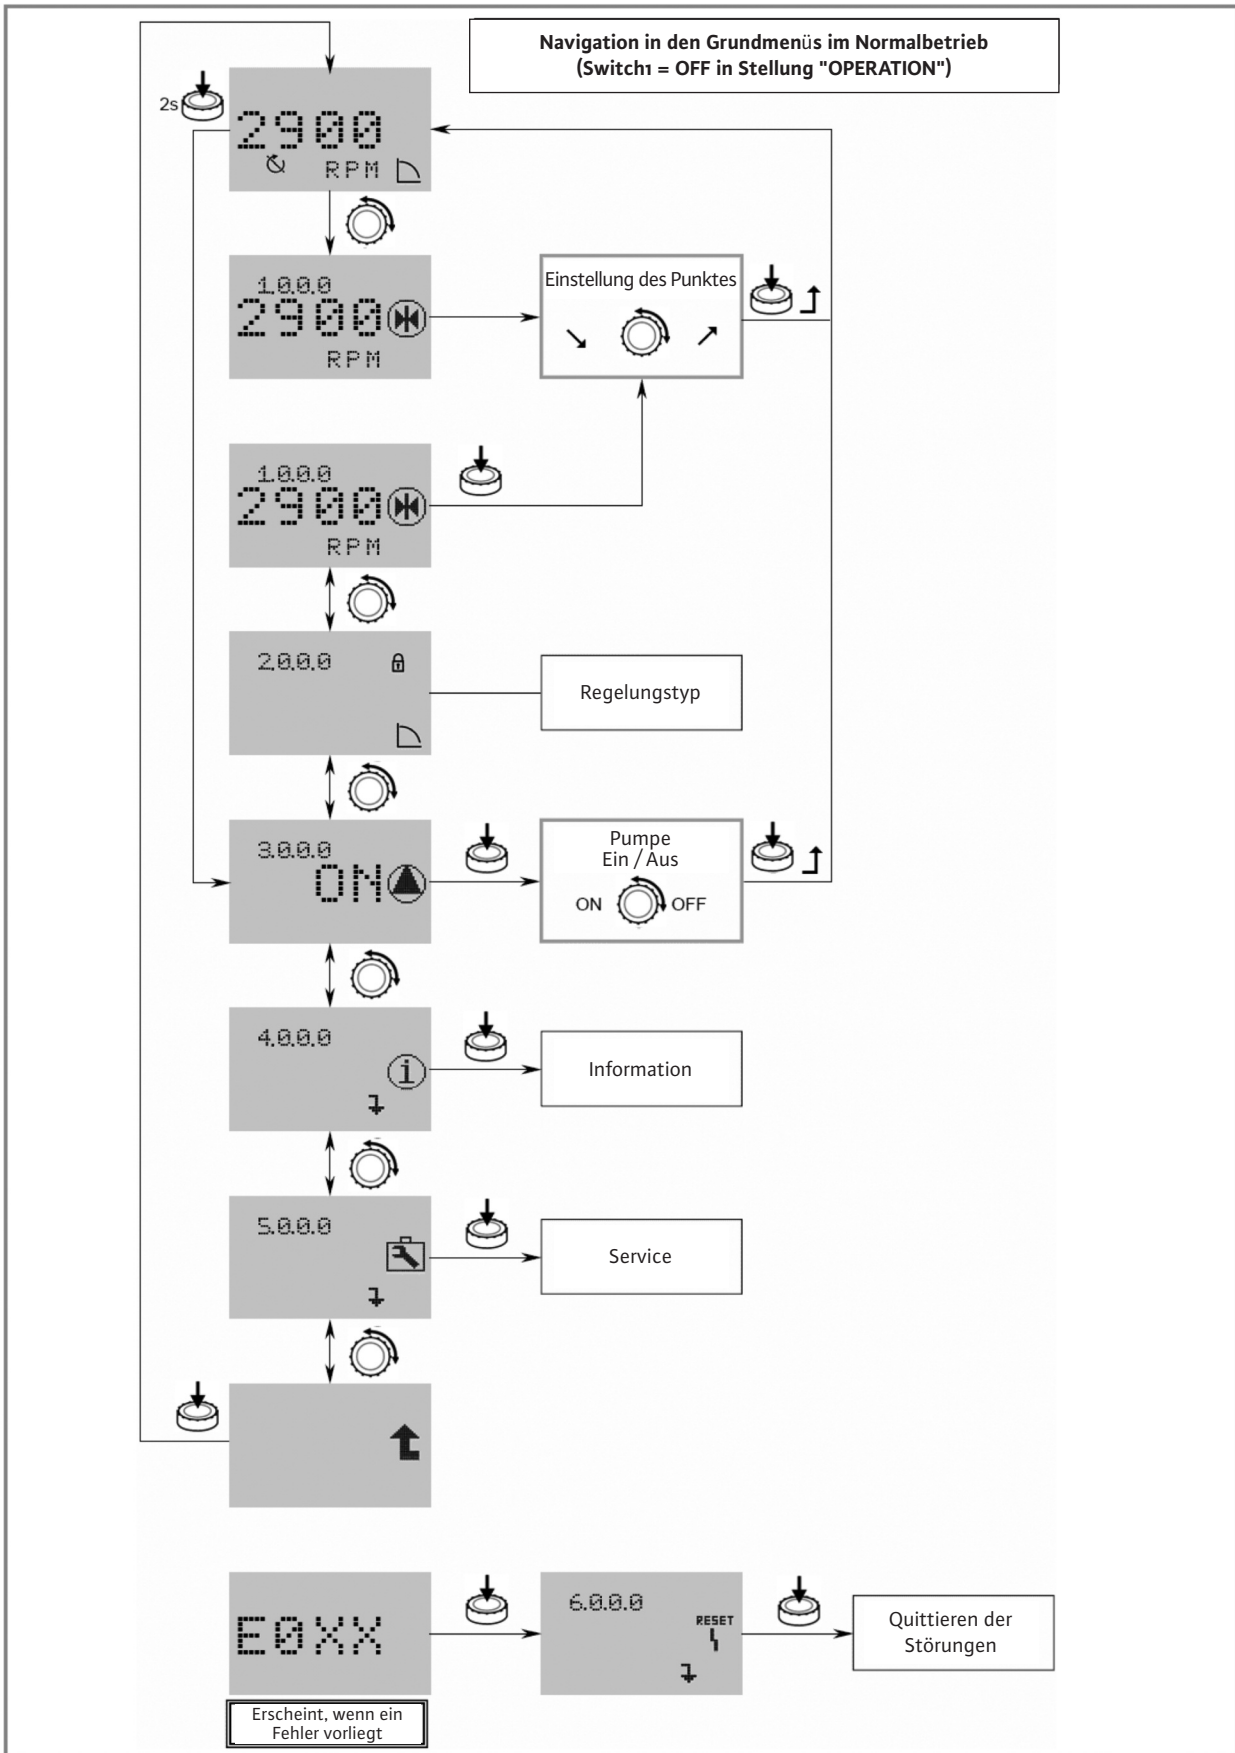 Navigation in den Grundmenüs im Normalbetrieb
(Switch1 = OFF in Stellung "OPERATION")
2s
2900
RPM
1.0.0.0
2900
RPM
Einstellung des Punktes
1.0.0.0
2900
RPM
2.0.0.0
Regelungstyp
3.0.0.0
ON
Pumpe
Ein / Aus
ON OFF
4.0.0.0
i
Information
5.0.0.0
Service
E0XX
6.0.0.0
RESET
Quittieren der
Störungen
Erscheint, wenn ein
Fehler vorliegt